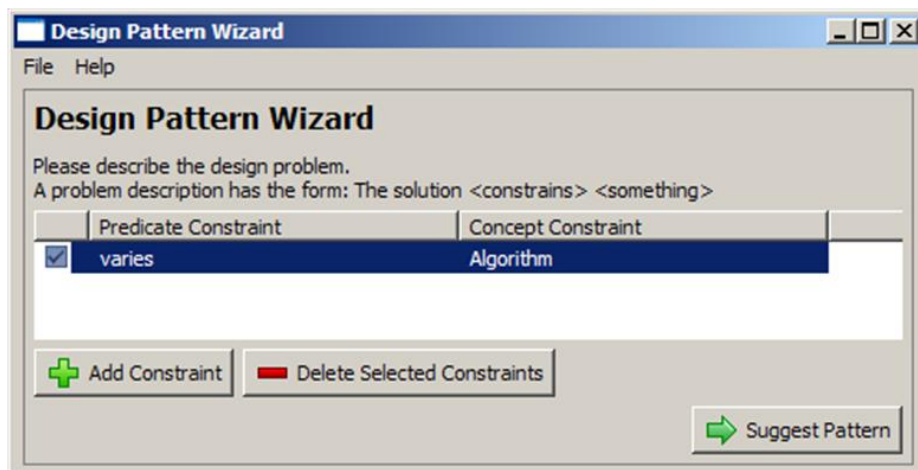 Design Pattern Wizard
File Help
Design Pattern Wizard
Please describe the design problem.
A problem description has the form: The solution <constrains> <something>
Predicate Constraint Concept Constraint
varies Algorithm
Add Constraint Delete Selected Constraints
Suggest Pattern